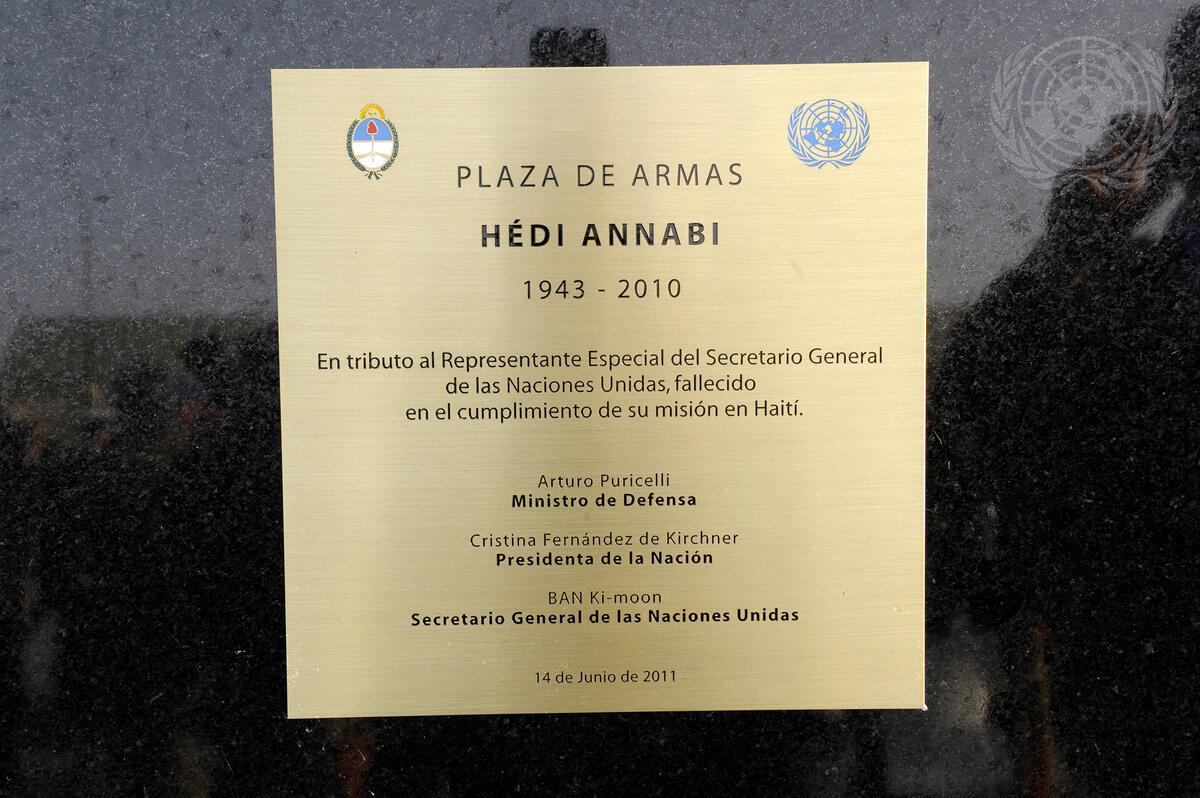 PLAZA DE ARMAS
HÉDI ANNABI
1943 - 2010
En tributo al Representante Especial del Secretario General
de las Naciones Unidas, fallecido
en el cumplimiento de su misión en Haití.
Arturo Puricelli
Ministro de Defensa
Cristina Fernández de Kirchner
Presidenta de la Nación
BAN Ki-moon
Secretario General de las Naciones Unidas
14 de Junio de 2011